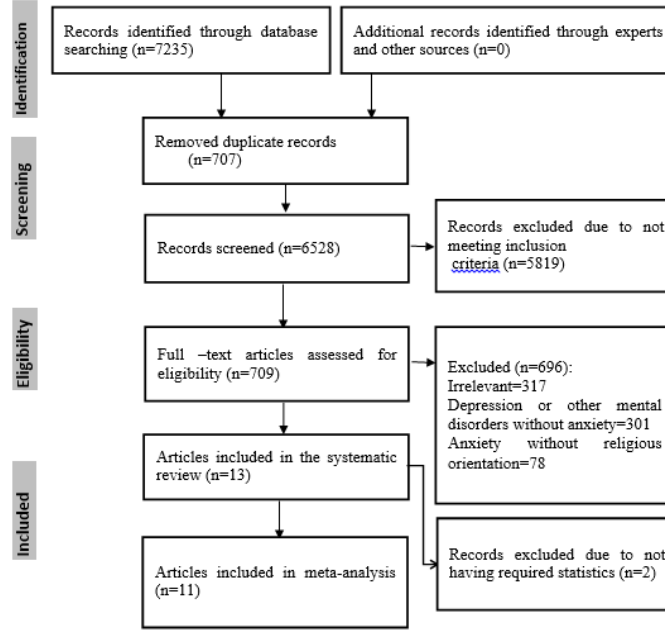 Identification
Records identified through database
searching (n=7235)
Additional records identified through experts
and other sources (n=0)
Removed duplicate records
(n=707)
Screening
Records screened (n=6528)
Records excluded due to not
meeting inclusion
criteria (n=5819)
Eligibility
Full –text articles assessed for
eligibility (n=709)
Excluded (n=696):
Irrelevant=317
Depression or other mental
disorders without anxiety=301
Anxiety without religious
orientation=78
Included
Articles included in the systematic
review (n=13)
Articles included in meta-analysis
(n=11)
Records excluded due to not
having required statistics (n=2)